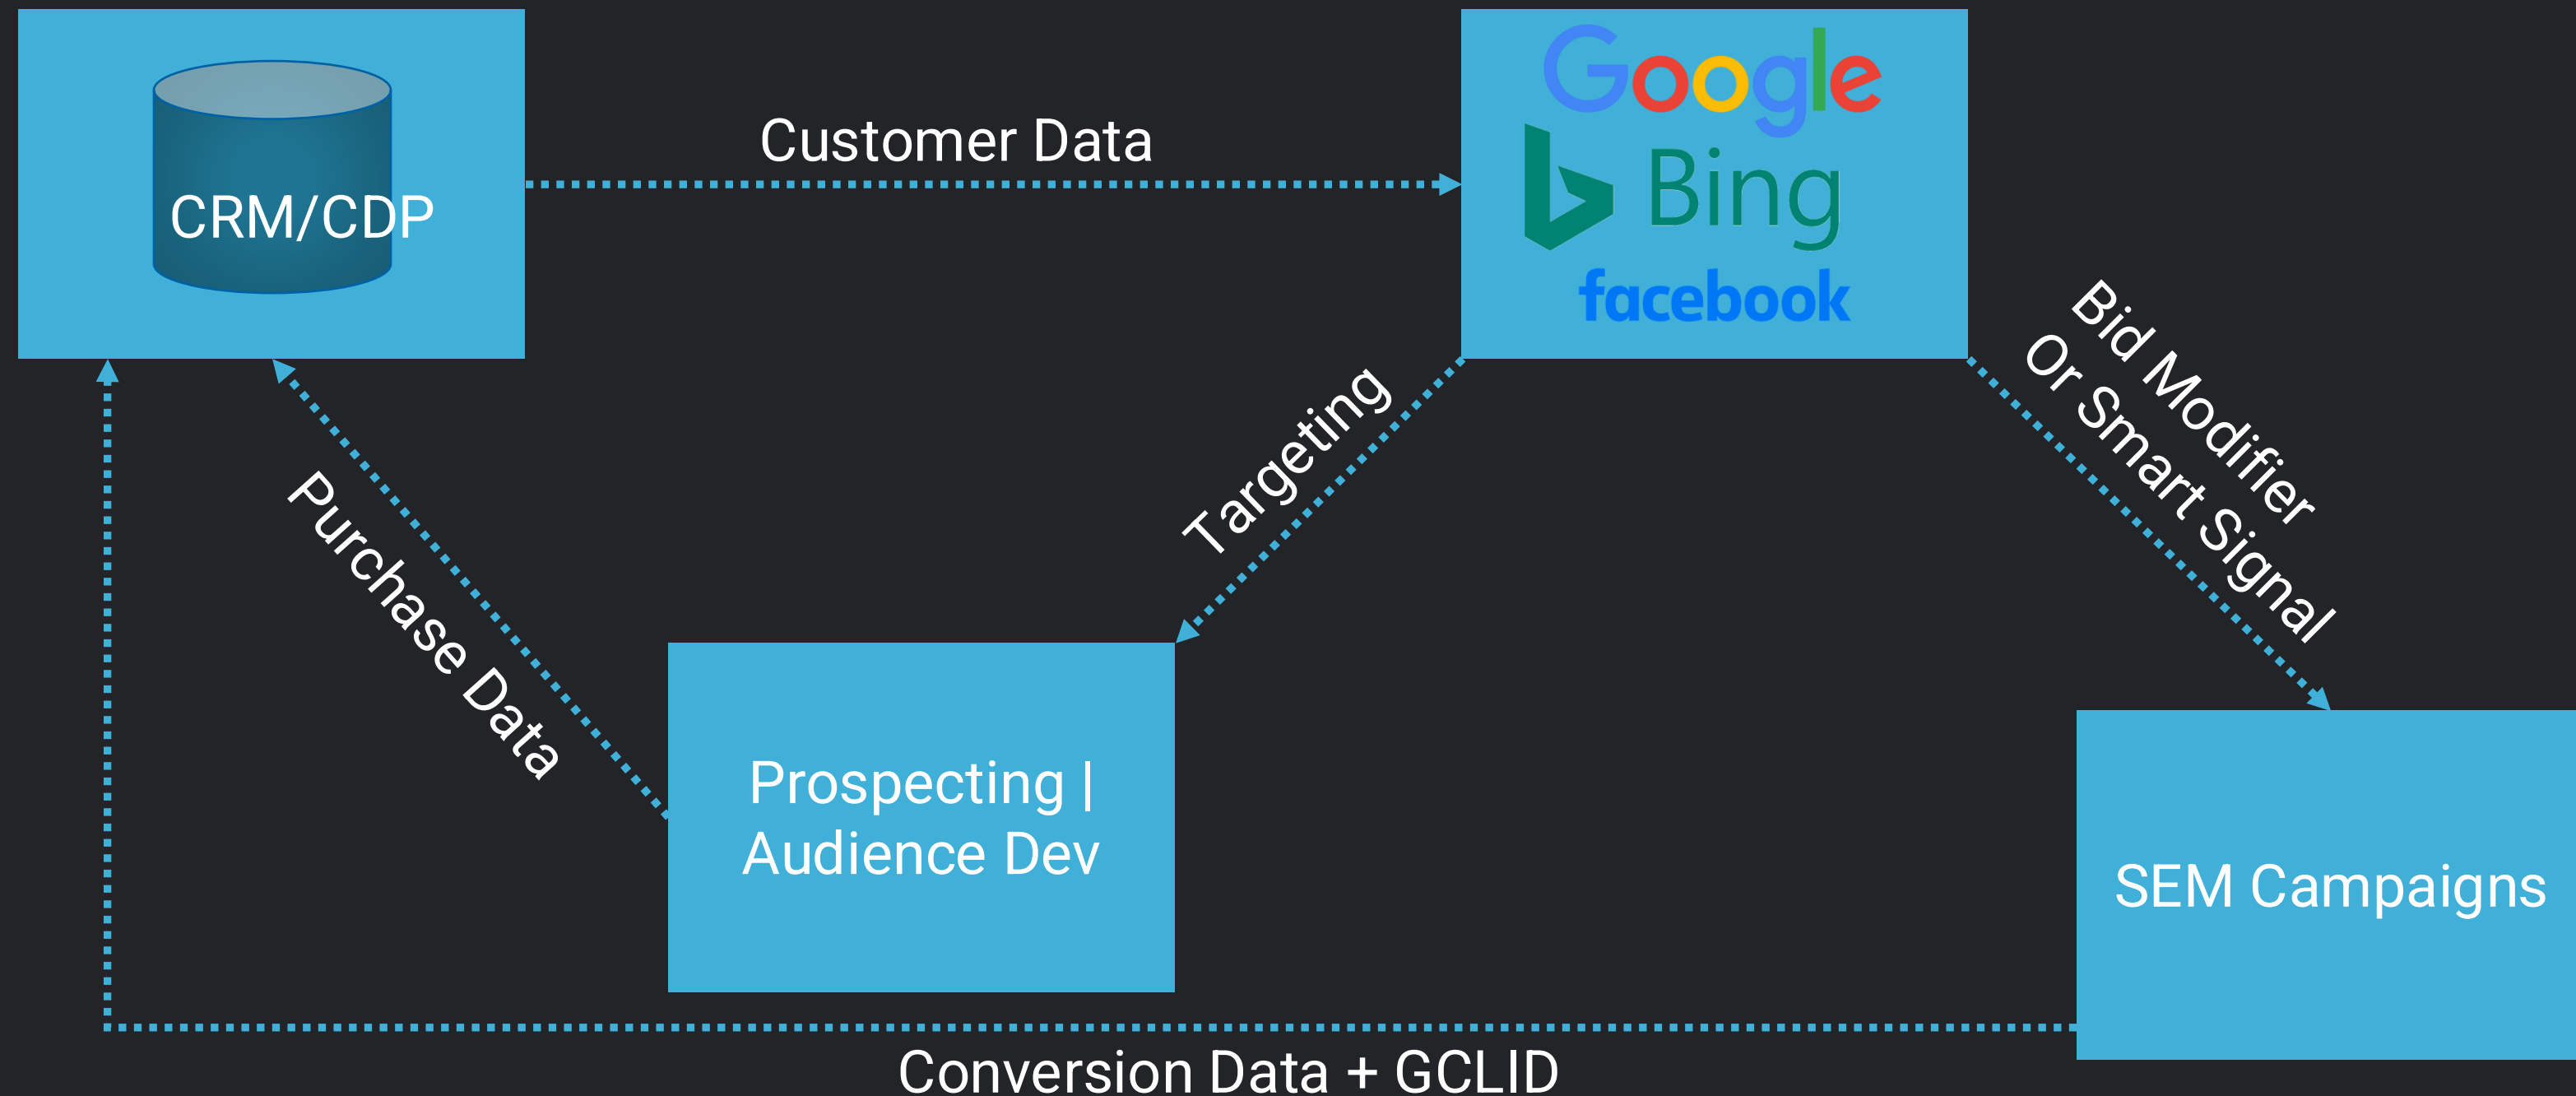 CRM/CDP
Customer Data
Google
Bing
facebook
Bid Modifier
Or Smart Signal
Targeting
Purchase Data
Prospecting |
Audience Dev
SEM Campaigns
Conversion Data + GCLID